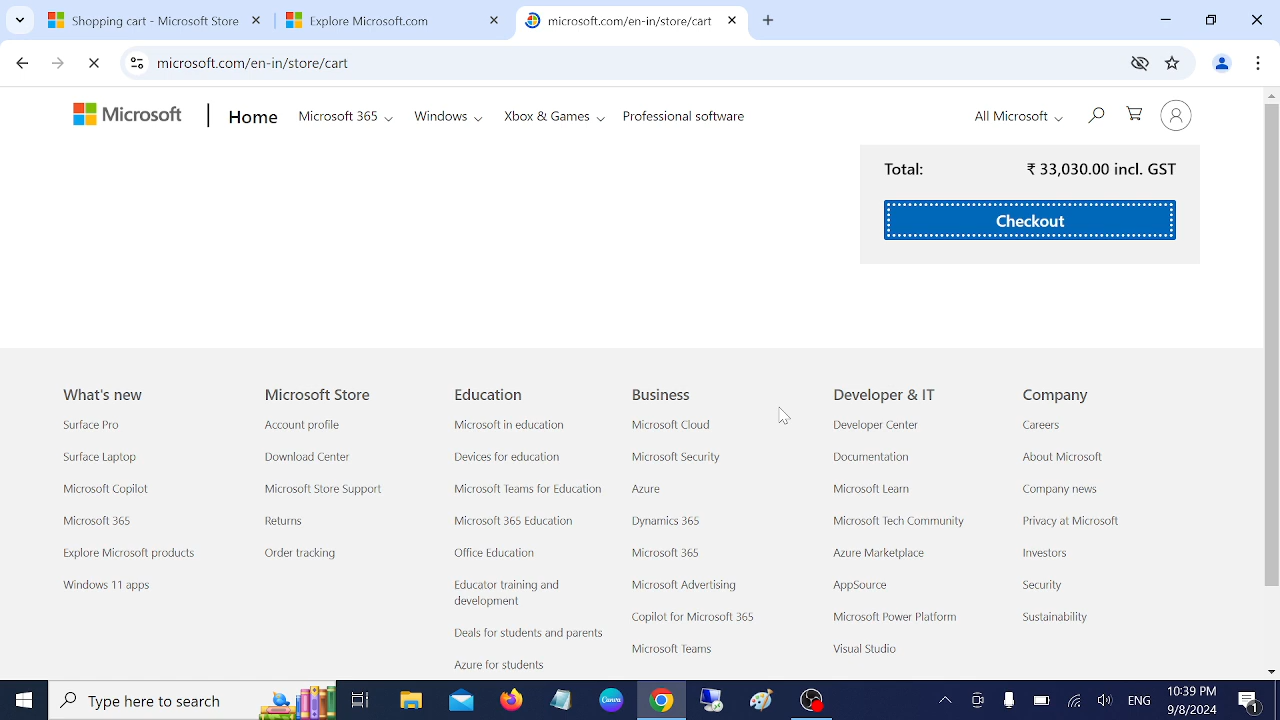 Shopping cart - Microsoft Store
Explore Microsoft.com
microsoft.com/en-in/store/cart
microsoft.com/en-in/store/cart
Microsoft
Home
Microsoft 365
Windows
Xbox & Games
Professional software
All Microsoft
Total: ₹ 33,030.00 incl. GST
Checkout
What's new
Surface Pro
Surface Laptop
Microsoft Copilot
Microsoft 365
Explore Microsoft products
Windows 11 apps
Microsoft Store
Account profile
Download Center
Microsoft Store Support
Returns
Order tracking
Education
Microsoft in education
Devices for education
Microsoft Teams for Education
Microsoft 365 Education
Office Education
Educator training and
development
Deals for students and parents
Azure for students
Business
Microsoft Cloud
Microsoft Security
Azure
Dynamics 365
Microsoft 365
Microsoft Advertising
Copilot for Microsoft 365
Microsoft Teams
Developer & IT
Developer Center
Documentation
Microsoft Learn
Microsoft Tech Community
Azure Marketplace
AppSource
Microsoft Power Platform
Visual Studio
Company
Careers
About Microsoft
Company news
Privacy at Microsoft
Investors
Security
Sustainability
Type here to search
ENG
10:39 PM
9/8/2024
1